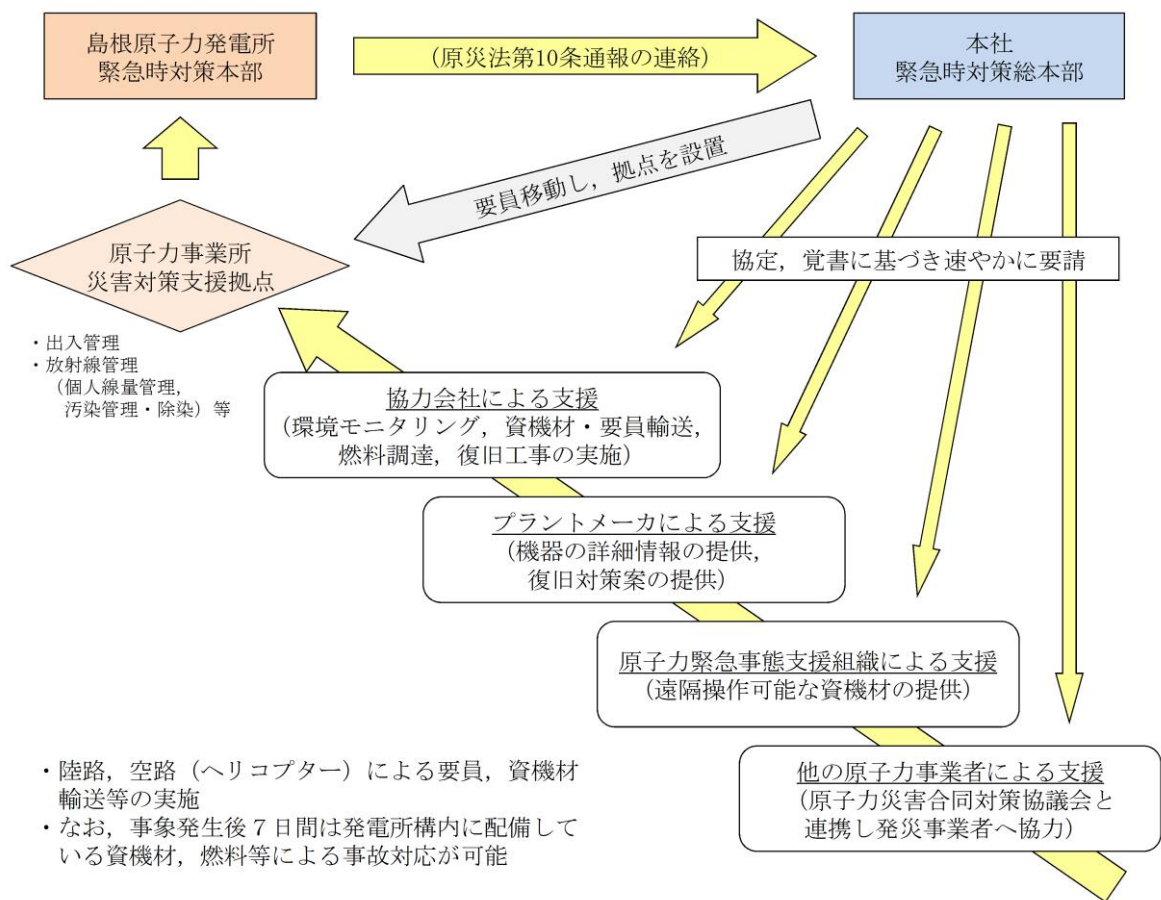 島根原子力発電所
緊急時対策本部
(原災法第10条通報の連絡)
本社
緊急時対策総本部
要員移動し，拠点を設置
原子力事業所
災害対策支援拠点
協定，覚書に基づき速やかに要請
・出入管理
・放射線管理
（個人線量管理，
汚染管理・除染）等
協力会社による支援
(環境モニタリング，資機材・要員輸送，
燃料調達，復旧工事の実施)
プラントメーカによる支援
(機器の詳細情報の提供，
復旧対策案の提供)
原子力緊急事態支援組織による支援
(遠隔操作可能な資機材の提供)
他の原子力事業者による支援
(原子力災害合同対策協議会と
連携し発災事業者へ協力)
・陸路，空路（ヘリコプター）による要員，資機材
輸送等の実施
・なお，事象発生後７日間は発電所構内に配備して
いる資機材，燃料等による事故対応が可能